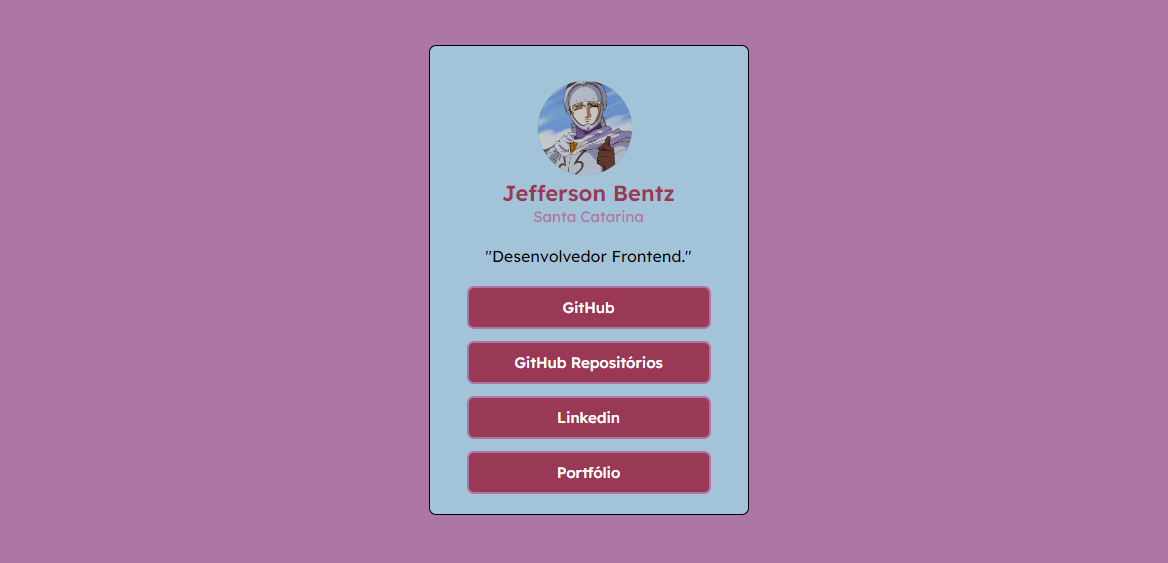 Jefferson Bentz
Santa Catarina
"Desenvolvedor Frontend."
GitHub
GitHub Repositórios
Linkedin
Portfólio